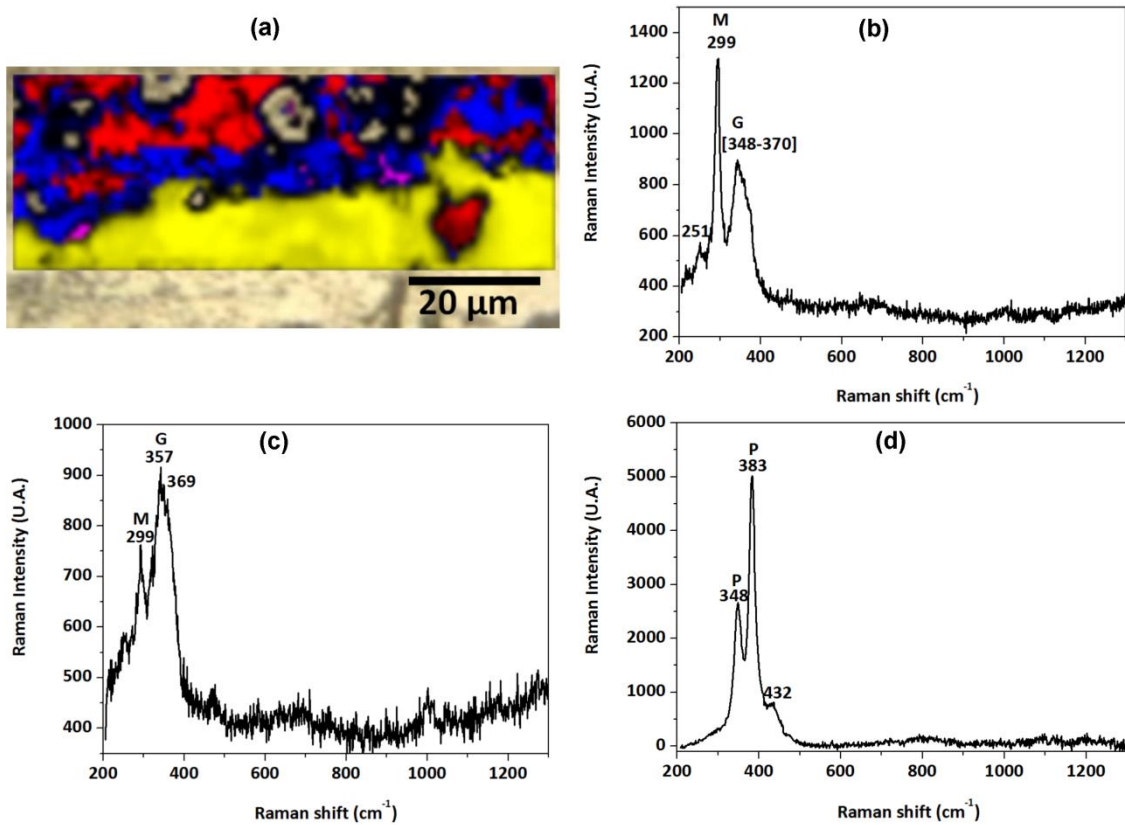 (a)
20 µm
(b)
M
299
G
[348-370]
251
1400
1200
1000
800
600
400
200
Raman Intensity (U.A.)
200 400 600 800 1000 1200
Raman shift (cm-1)
(c)
G
357
369
M
299
1000
900
800
700
600
500
400
Raman Intensity (U.A.)
200 400 600 800 1000 1200
Raman shift (cm-1)
(d)
P
383
P
348
432
6000
5000
4000
3000
2000
1000
0
Raman Intensity (U.A.)
200 400 600 800 1000 1200
Raman shift (cm-1)